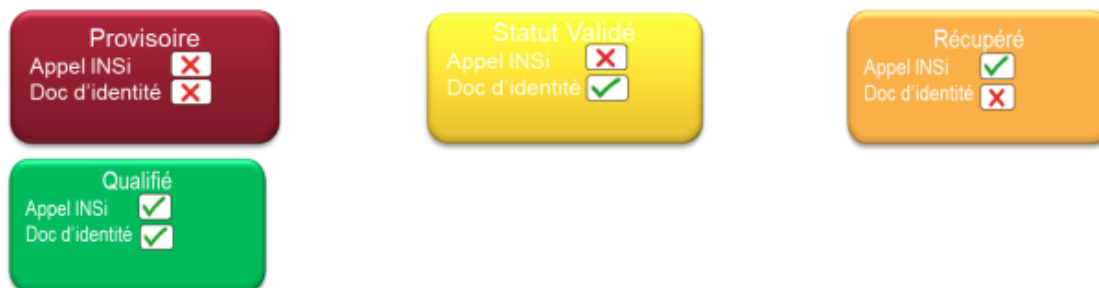 Provisoire
Appel INSi
Doc d'identité
Statut Validé
Appel INSi
Doc d'identité
Récupéré
Appel INSi
Doc d'identité
Qualifié
Appel INSi
Doc d'identité